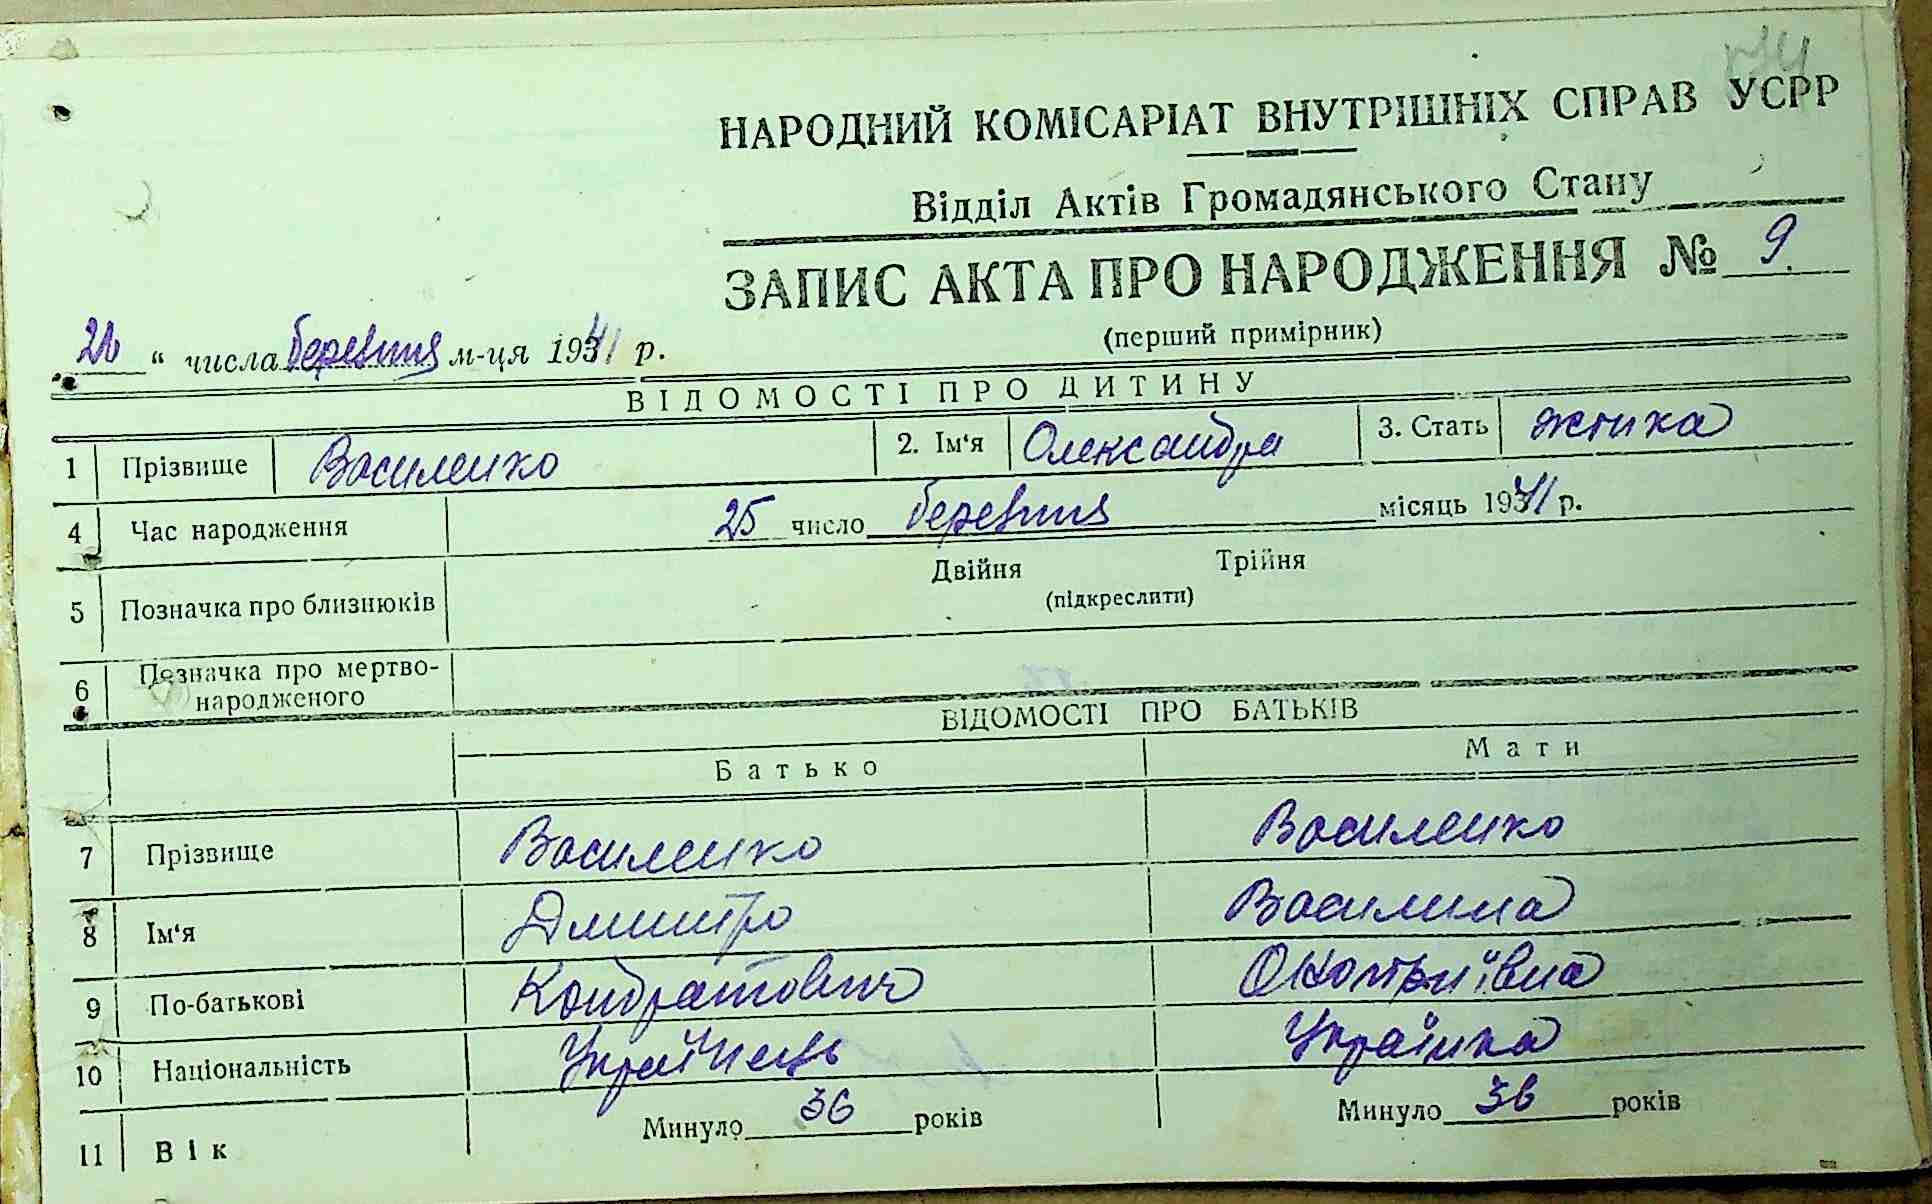 НАРОДНИЙ КОМІСАРІАТ ВНУТРІШНІХ СПРАВ УСРР
Відділ Актів Громадянського Стану
ЗАПИС АКТА ПРО НАРОДЖЕННЯ № 9
(перший примірник)
26 “ числа березня м-ця 1941 р.
ВІДОМОСТІ ПРО ДИТИНУ
1 Прізвище Василенко 2. Ім'я Олександра 3. Стать жінка
4 Час народження 25 число березня місяць 1941 р.
Двійня Трійня
5 Позначка про близнюків (підкреслити)
6 Позначка про мертво-
народженого
ВІДОМОСТІ ПРО БАТЬКІВ
Батько Мати
7 Прізвище Василенко Василенко
8 Ім'я Дмитро Василина
9 По-батькові Кондратович
10 Національність Українець Українка
11 Вік Минуло 36 років Минуло 36 років